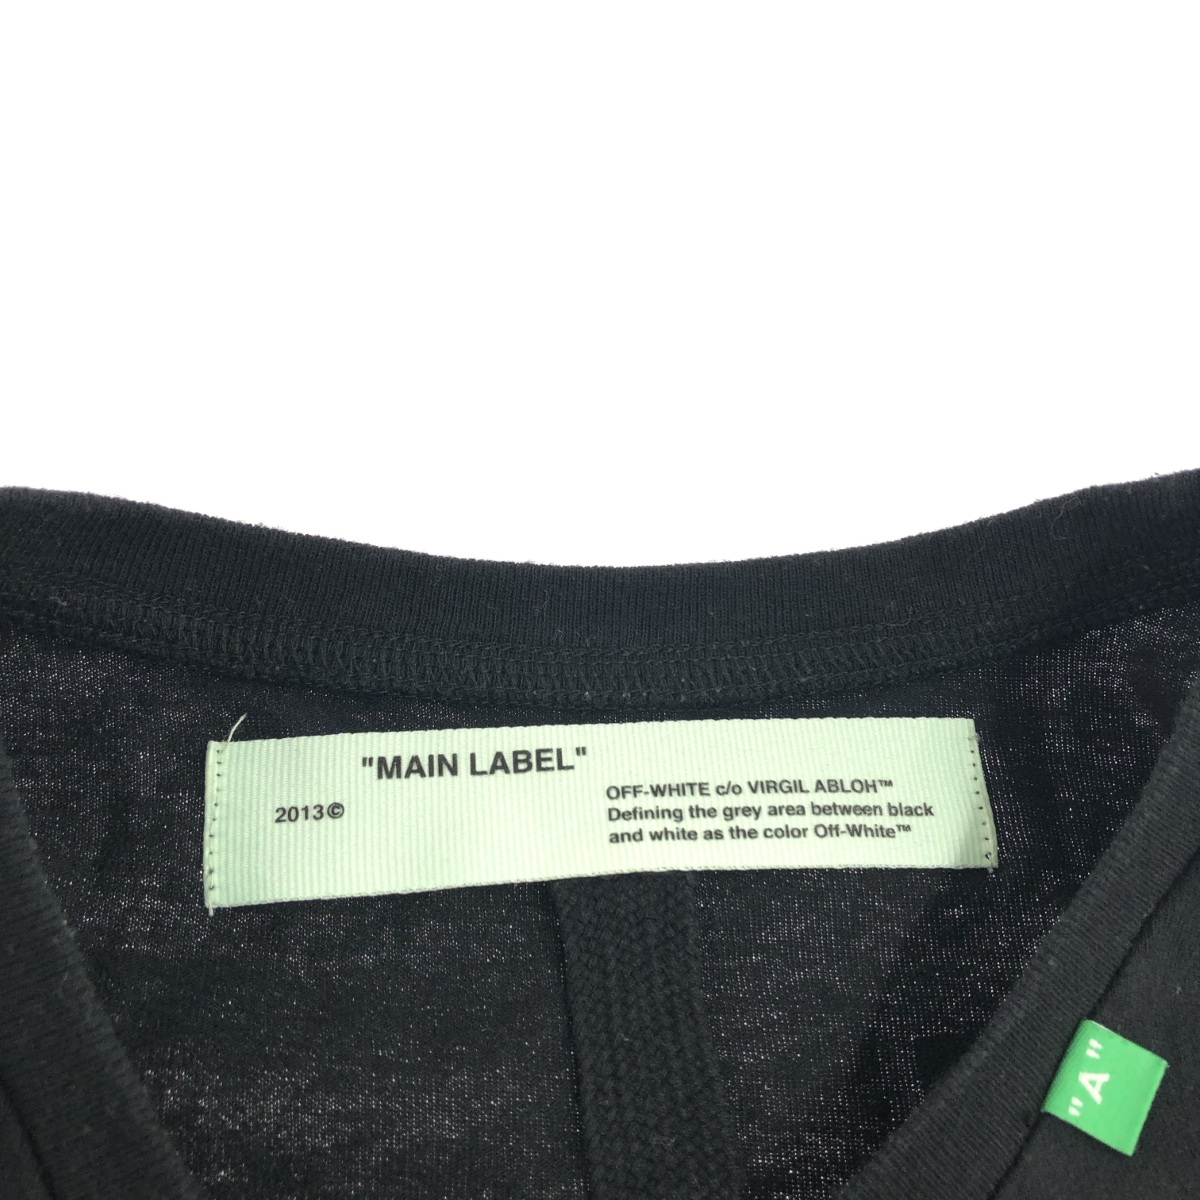 "MAIN LABEL"
2013©
OFF-WHITE c/o VIRGIL ABLOH™
Defining the grey area between black
and white as the color Off-White™
"A"